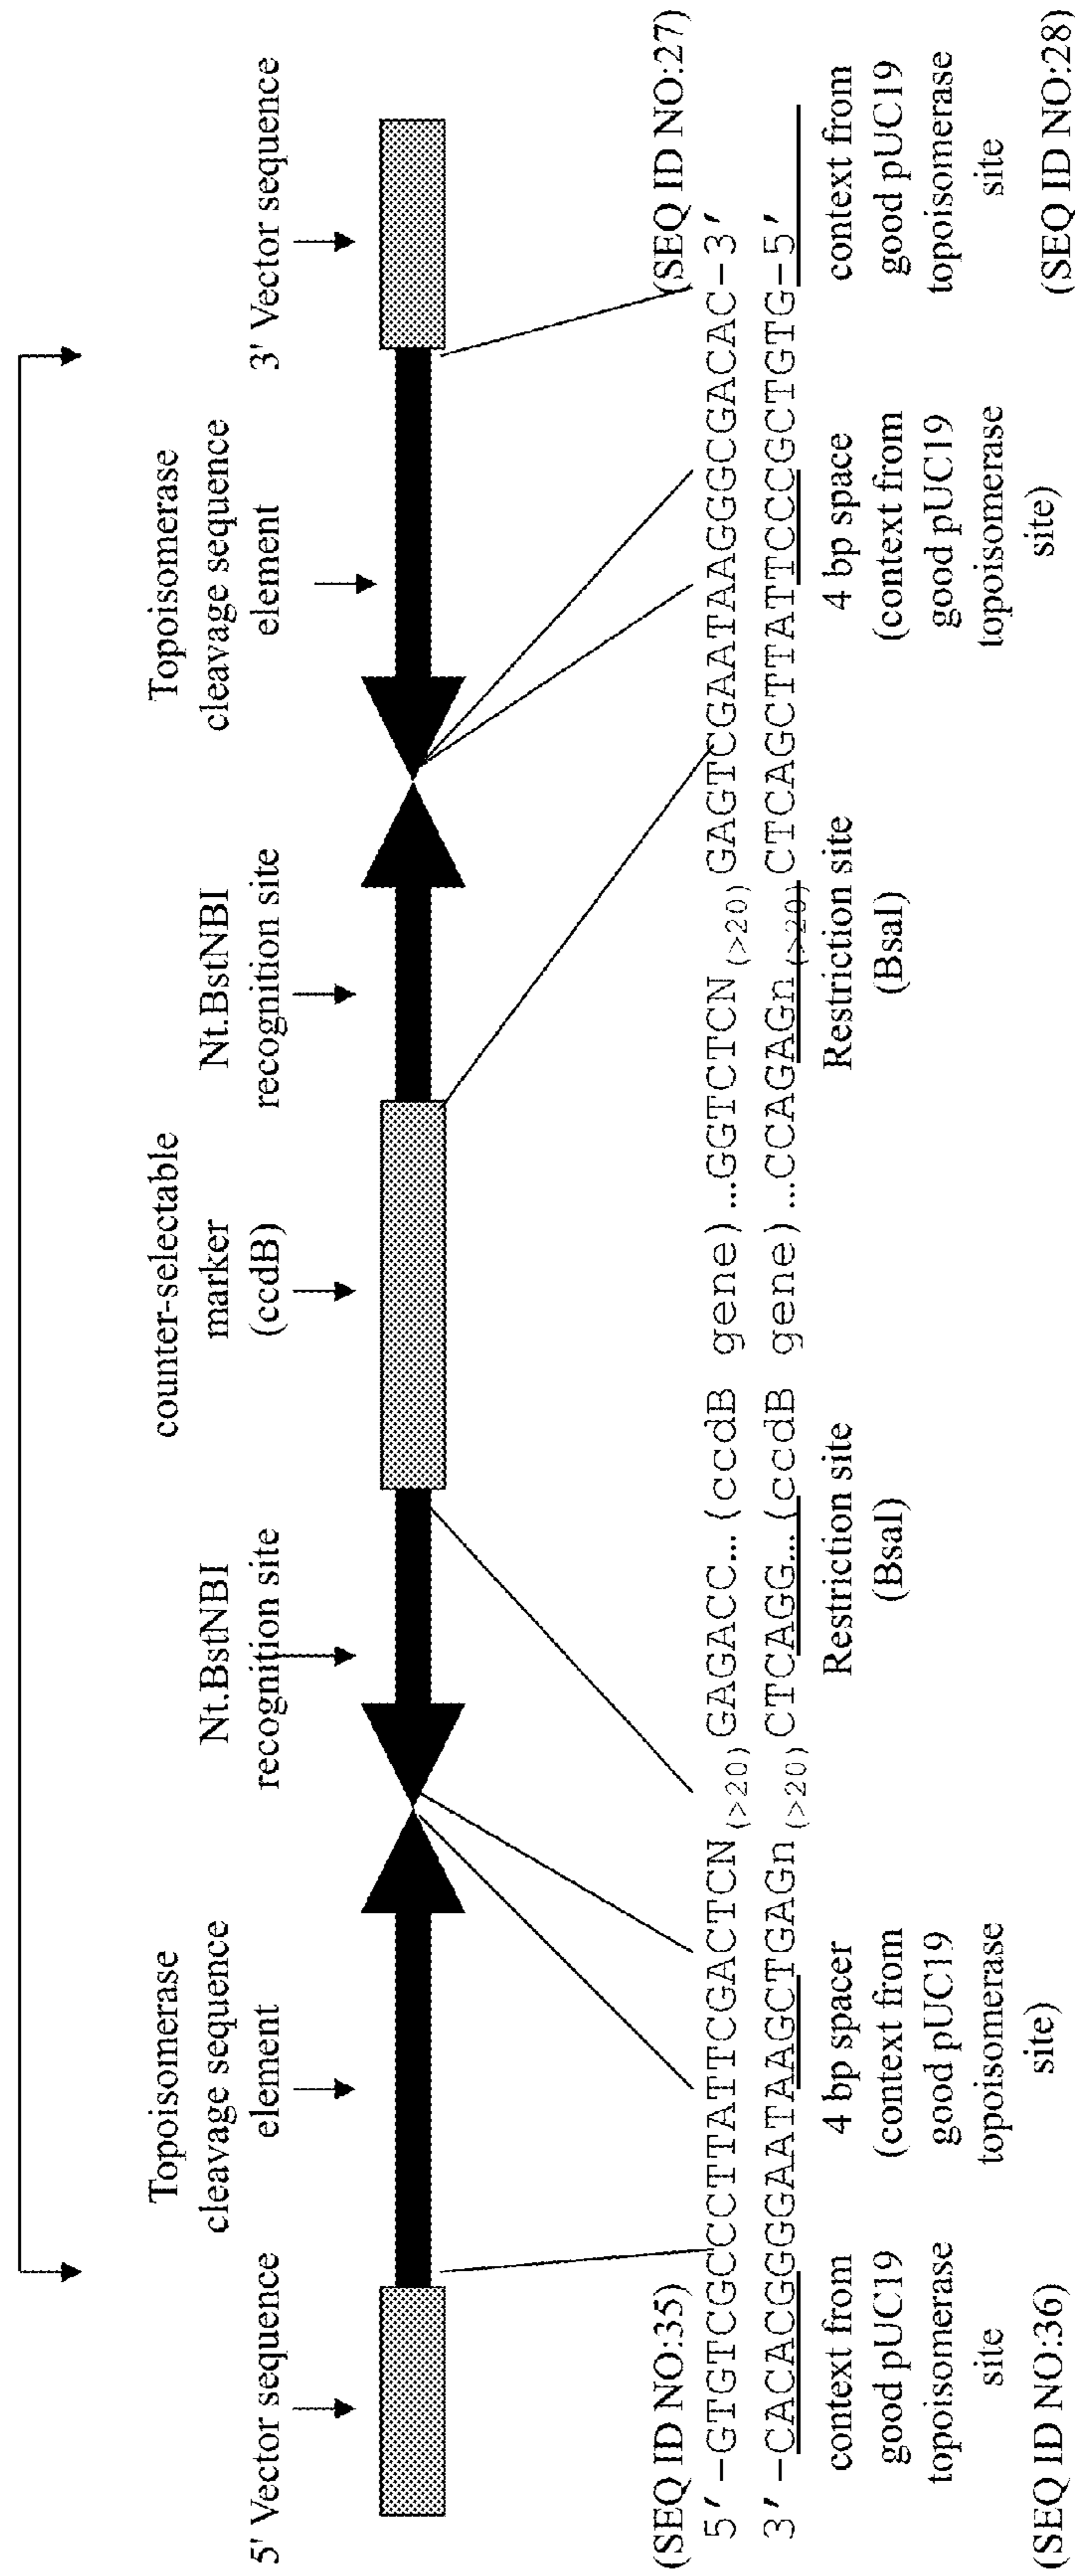 5' Vector sequence
Topoisomerase
cleavage sequence
element
Nt.BstNBI
recognition site
counter-selectable
marker
(ccdB)
Nt.BstNBI
recognition site
Topoisomerase
cleavage sequence
element
3' Vector sequence
(SEQ ID NO:35)
(SEQ ID NO:27)
5'-GTGTCGCCCTTATTCGACTCN(>20)GAGACC...(ccdB gene)...GGTCTCN(>20)GAGTCGAATAAGGGCGACAC-3'
3'-CACACGGGGAATAAGCTGAGn(>20)CTCAGG...(ccdB gene)...CCAGAGn(>20)CTCAGCTTATTCCCGCTGTG-5'
context from
good pUC19
topoisomerase
site
4 bp spacer
(context from
good pUC19
topoisomerase
site)
Restriction site
(BsaI)
Restriction site
(BsaI)
4 bp space
(context from
good pUC19
topoisomerase
site)
context from
good pUC19
topoisomerase
site
(SEQ ID NO:36)
(SEQ ID NO:28)